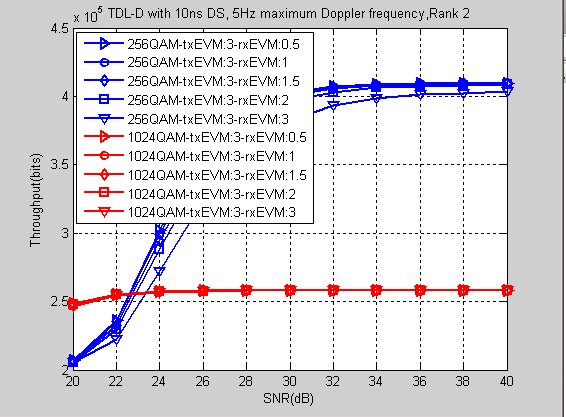 x 10^5 TDL-D with 10ns DS, 5Hz maximum Doppler frequency,Rank 2
4.5
4
3.5
3
2.5
2
Throughput(bits)
256QAM-txEVM:3-rxEVM:0.5
256QAM-txEVM:3-rxEVM:1
256QAM-txEVM:3-rxEVM:1.5
256QAM-txEVM:3-rxEVM:2
256QAM-txEVM:3-rxEVM:3
1024QAM-txEVM:3-rxEVM:0.5
1024QAM-txEVM:3-rxEVM:1
1024QAM-txEVM:3-rxEVM:1.5
1024QAM-txEVM:3-rxEVM:2
1024QAM-txEVM:3-rxEVM:3
20 22 24 26 28 30 32 34 36 38 40
SNR(dB)